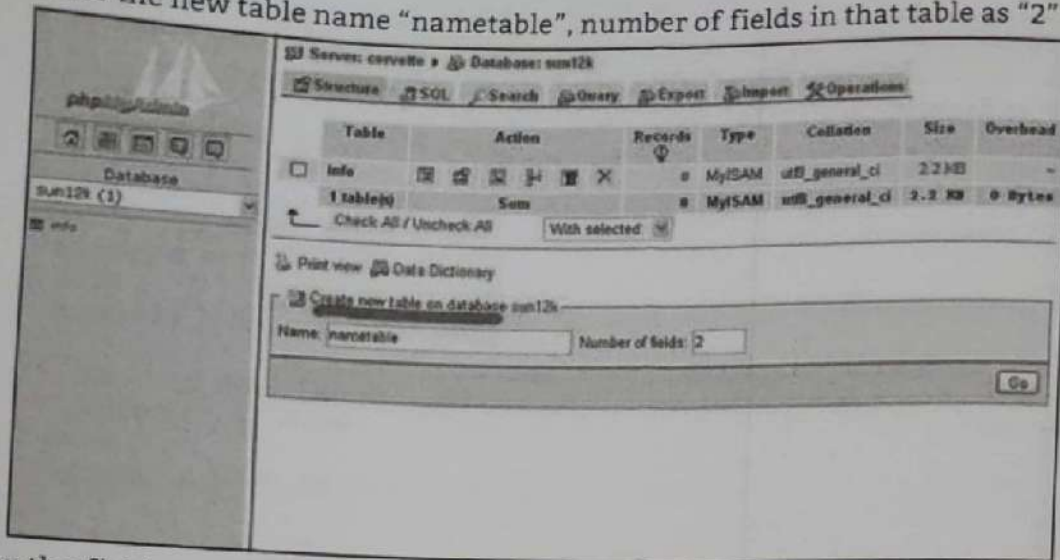 the new table name “nametable”, number of fields in that table as “2”
phpMyAdmin
Database
sun12k (1)
info
Server: corvette ▸ Database: sun12k
Structure SQL Search Query Export Import Operations
Table Action Records Type Collation Size Overhead
info MyISAM utf8_general_ci 2.2 KB -
1 table(s) Sum MyISAM utf8_general_ci 2.2 KB 0 Bytes
Check All / Uncheck All With selected
Print view Data Dictionary
Create new table on database sun12k
Name: nametable Number of fields: 2
Go